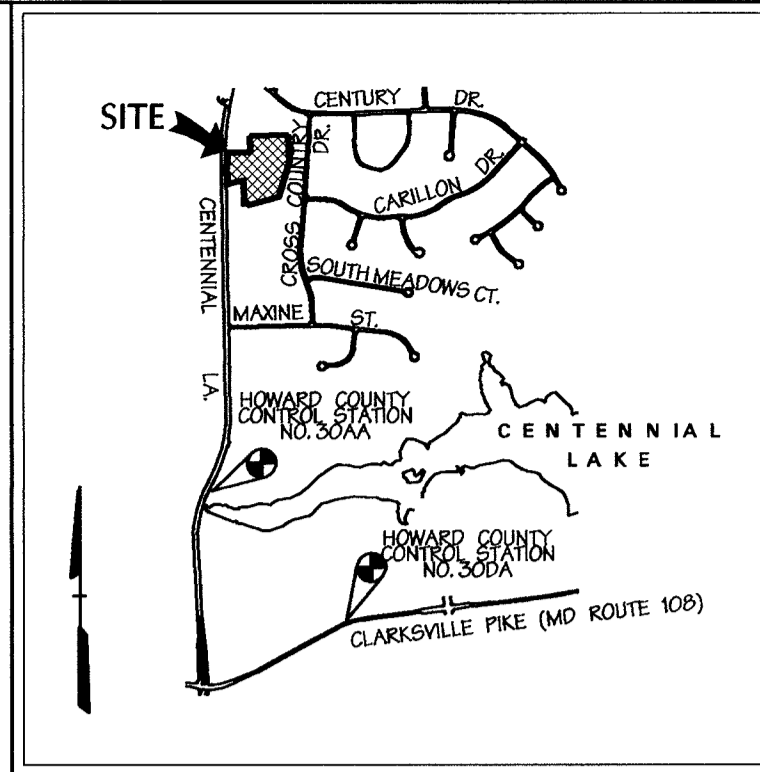 CENTURY DR.
SITE
CROSS COUNTRY DR.
CARILLON DR.
CENTENNIAL LA.
SOUTH MEADOWS CT.
MAXINE ST.
HOWARD COUNTY
CONTROL STATION
NO. 30AA
CENTENNIAL
LAKE
HOWARD COUNTY
CONTROL STATION
NO. 30DA
CLARKSVILLE PIKE (MD ROUTE 108)